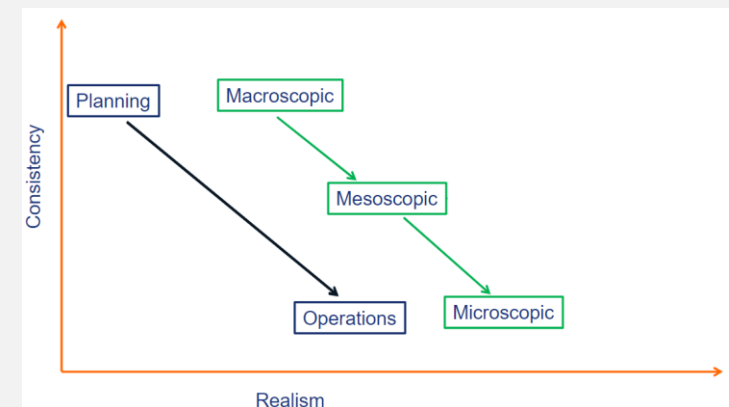 Planning
Macroscopic
Consistency
Mesoscopic
Operations
Microscopic
Realism